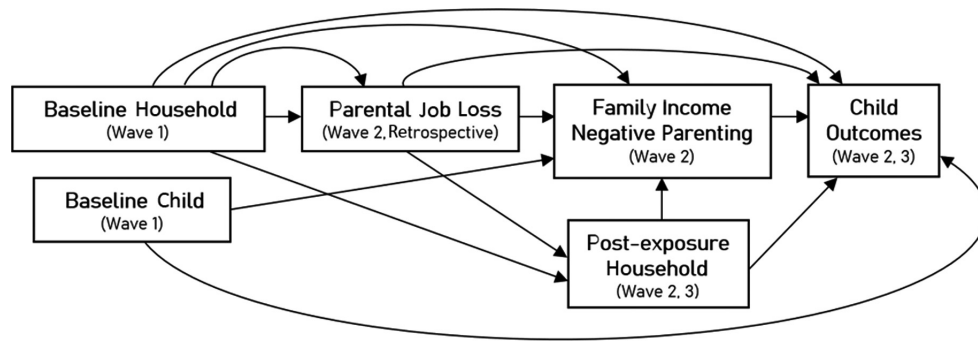 Baseline Household
(Wave 1)
Parental Job Loss
(Wave 2, Retrospective)
Family Income
Negative Parenting
(Wave 2)
Child
Outcomes
(Wave 2, 3)
Baseline Child
(Wave 1)
Post-exposure
Household
(Wave 2, 3)